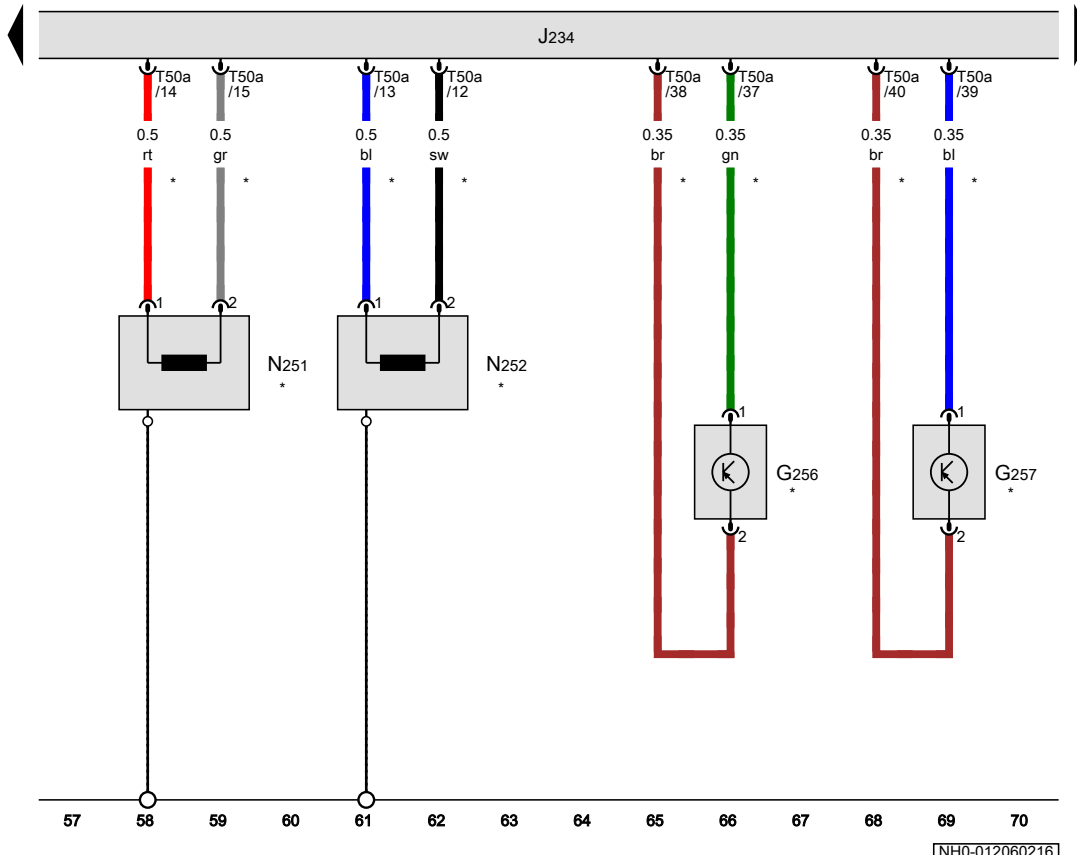 J234
T50a T50a T50a T50a T50a T50a T50a T50a
/14 /15 /13 /12 /38 /37 /40 /39
0.5 0.5 0.5 0.5 0.35 0.35 0.35 0.35
rt gr bl sw br gn br bl
* * * * * * * *
1 2 1 2
N251 N252
* *
1 1
G256 G257
* *
2 2
57 58 59 60 61 62 63 64 65 66 67 68 69 70
NH0-012060216